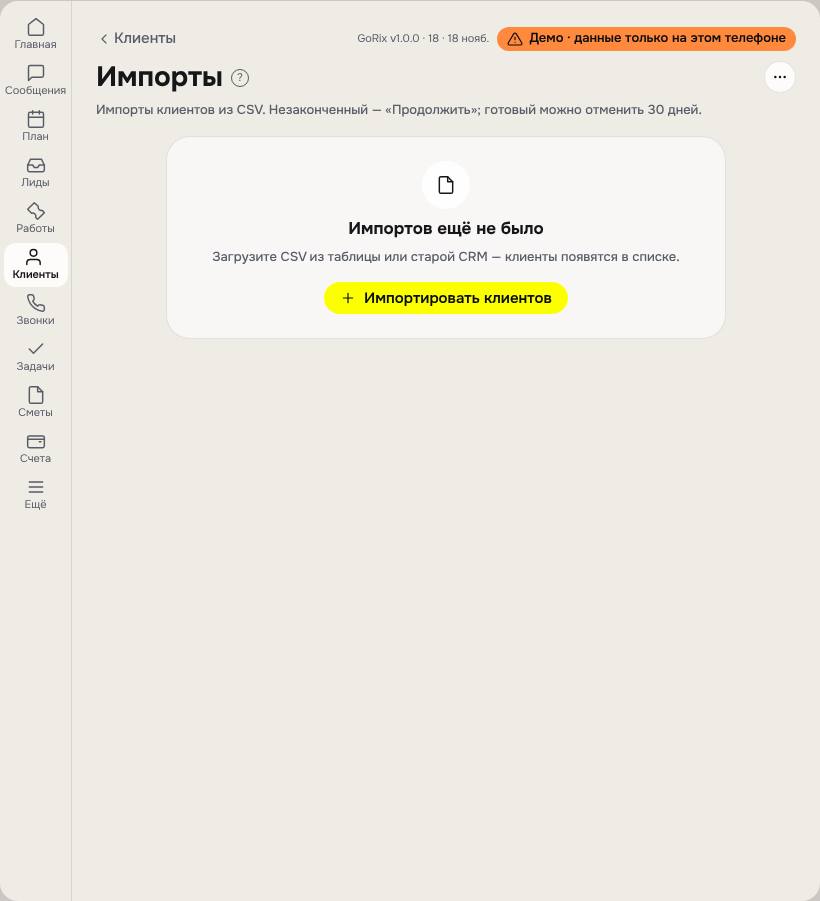 Главная
Сообщения
План
Лиды
Работы
Клиенты
Звонки
Задачи
Сметы
Счета
Ещё
Клиенты
GoRix v1.0.0 · 18 · 18 нояб.
Демо · данные только на этом телефоне
Импорты ?
Импорты клиентов из CSV. Незаконченный — «Продолжить»; готовый можно отменить 30 дней.
Импортов ещё не было
Загрузите CSV из таблицы или старой CRM — клиенты появятся в списке.
Импортировать клиентов